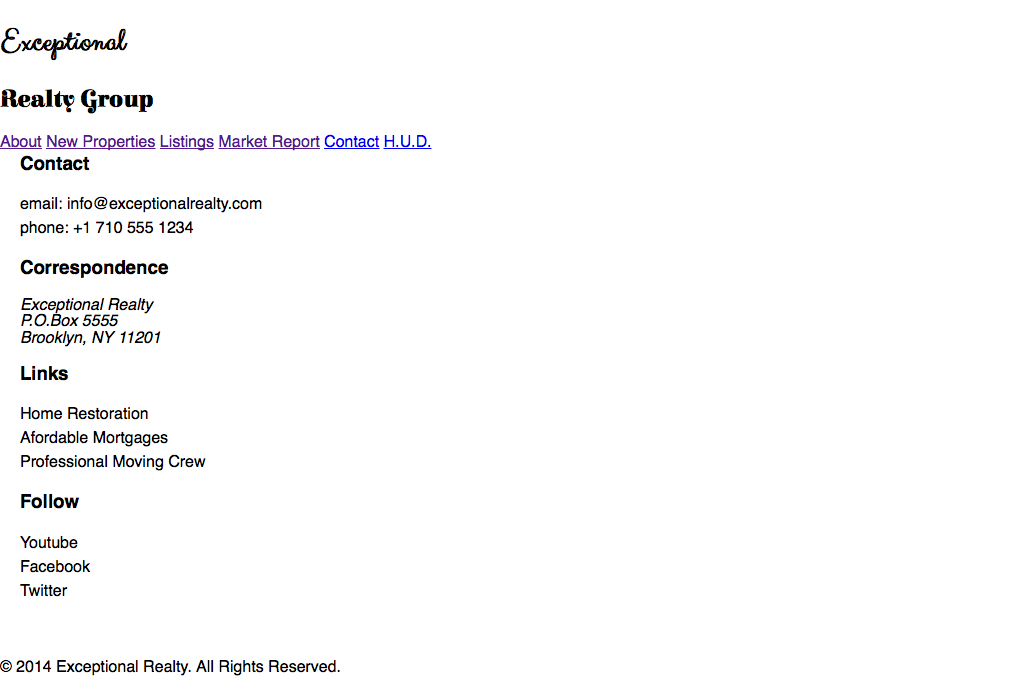 Exceptional
Realty Group
About New Properties Listings Market Report Contact H.U.D.
Contact
email: info@exceptionalrealty.com
phone: +1 710 555 1234
Correspondence
Exceptional Realty
P.O.Box 5555
Brooklyn, NY 11201
Links
Home Restoration
Afordable Mortgages
Professional Moving Crew
Follow
Youtube
Facebook
Twitter
© 2014 Exceptional Realty. All Rights Reserved.